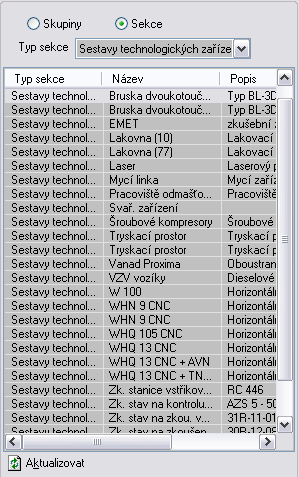 Skupiny Sekce
Typ sekce Sestavy technologických zaříze
Typ sekce Název Popis
Sestavy technol... Bruska dvoukotouč... Typ BL-3D
Sestavy technol... Bruska dvoukotouč... Typ BL-3D
Sestavy technol... EMET zkušební z
Sestavy technol... Lakovna (10) Lakovací
Sestavy technol... Lakovna (77) Lakovací
Sestavy technol... Laser Laserový p
Sestavy technol... Mycí linka Mycí zaříz
Sestavy technol... Pracoviště odmašťo... Pracoviště
Sestavy technol... Svař. zařízení
Sestavy technol... Šroubové kompresory Šroubové
Sestavy technol... Tryskací prostor Tryskací p
Sestavy technol... Tryskací prostor Tryskací p
Sestavy technol... Vanad Proxima Oboustran
Sestavy technol... VZV vozíky Dieselové
Sestavy technol... W 100 Horizontáln
Sestavy technol... WHN 9 CNC Horizontáln
Sestavy technol... WHN 9 CNC Horizontáln
Sestavy technol... WHQ 105 CNC Horizontáln
Sestavy technol... WHQ 13 CNC Horizontáln
Sestavy technol... WHQ 13 CNC + AVN Horizontáln
Sestavy technol... WHQ 13 CNC + TN... Horizontáln
Sestavy technol... Zk. stanice vstřikov... RC 446
Sestavy technol... Zk. stav na kontrolu... AZS 5 - 50
Sestavy technol... Zk. stav na zkou. v... 31R-11-01
Sestavy technol... Zk. stav na zkoušen... 30R-12-08
Aktualizovat